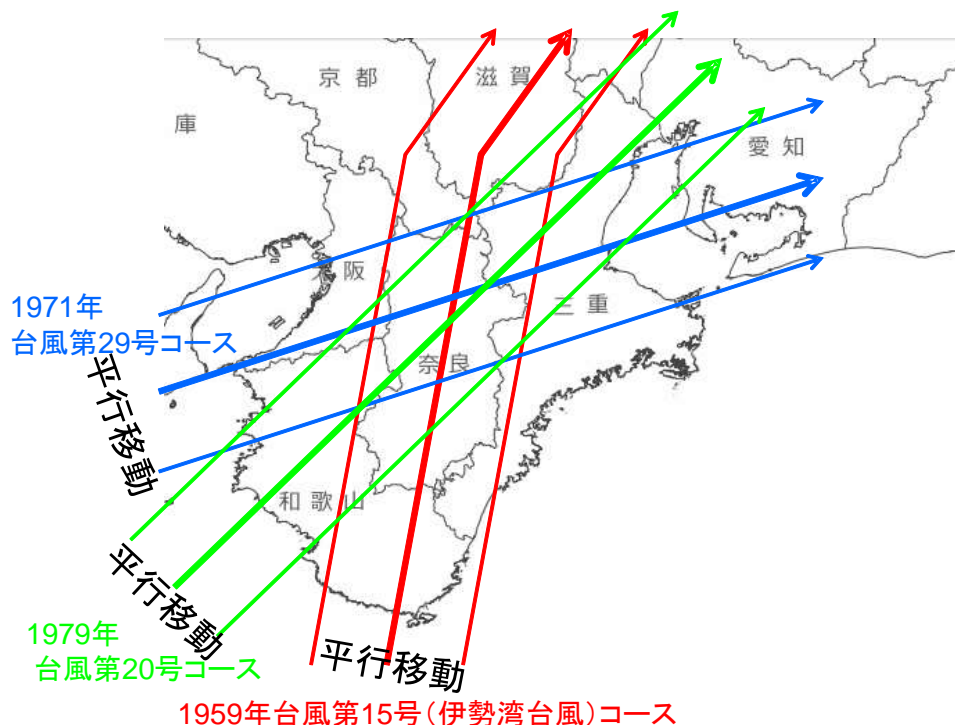 京都
滋賀
庫
愛知
阪
三重
1971年
台風第29号コース
奈良
平行移動
和歌山
平行移動
1979年
台風第20号コース
平行移動
1959年台風第15号(伊勢湾台風)コース